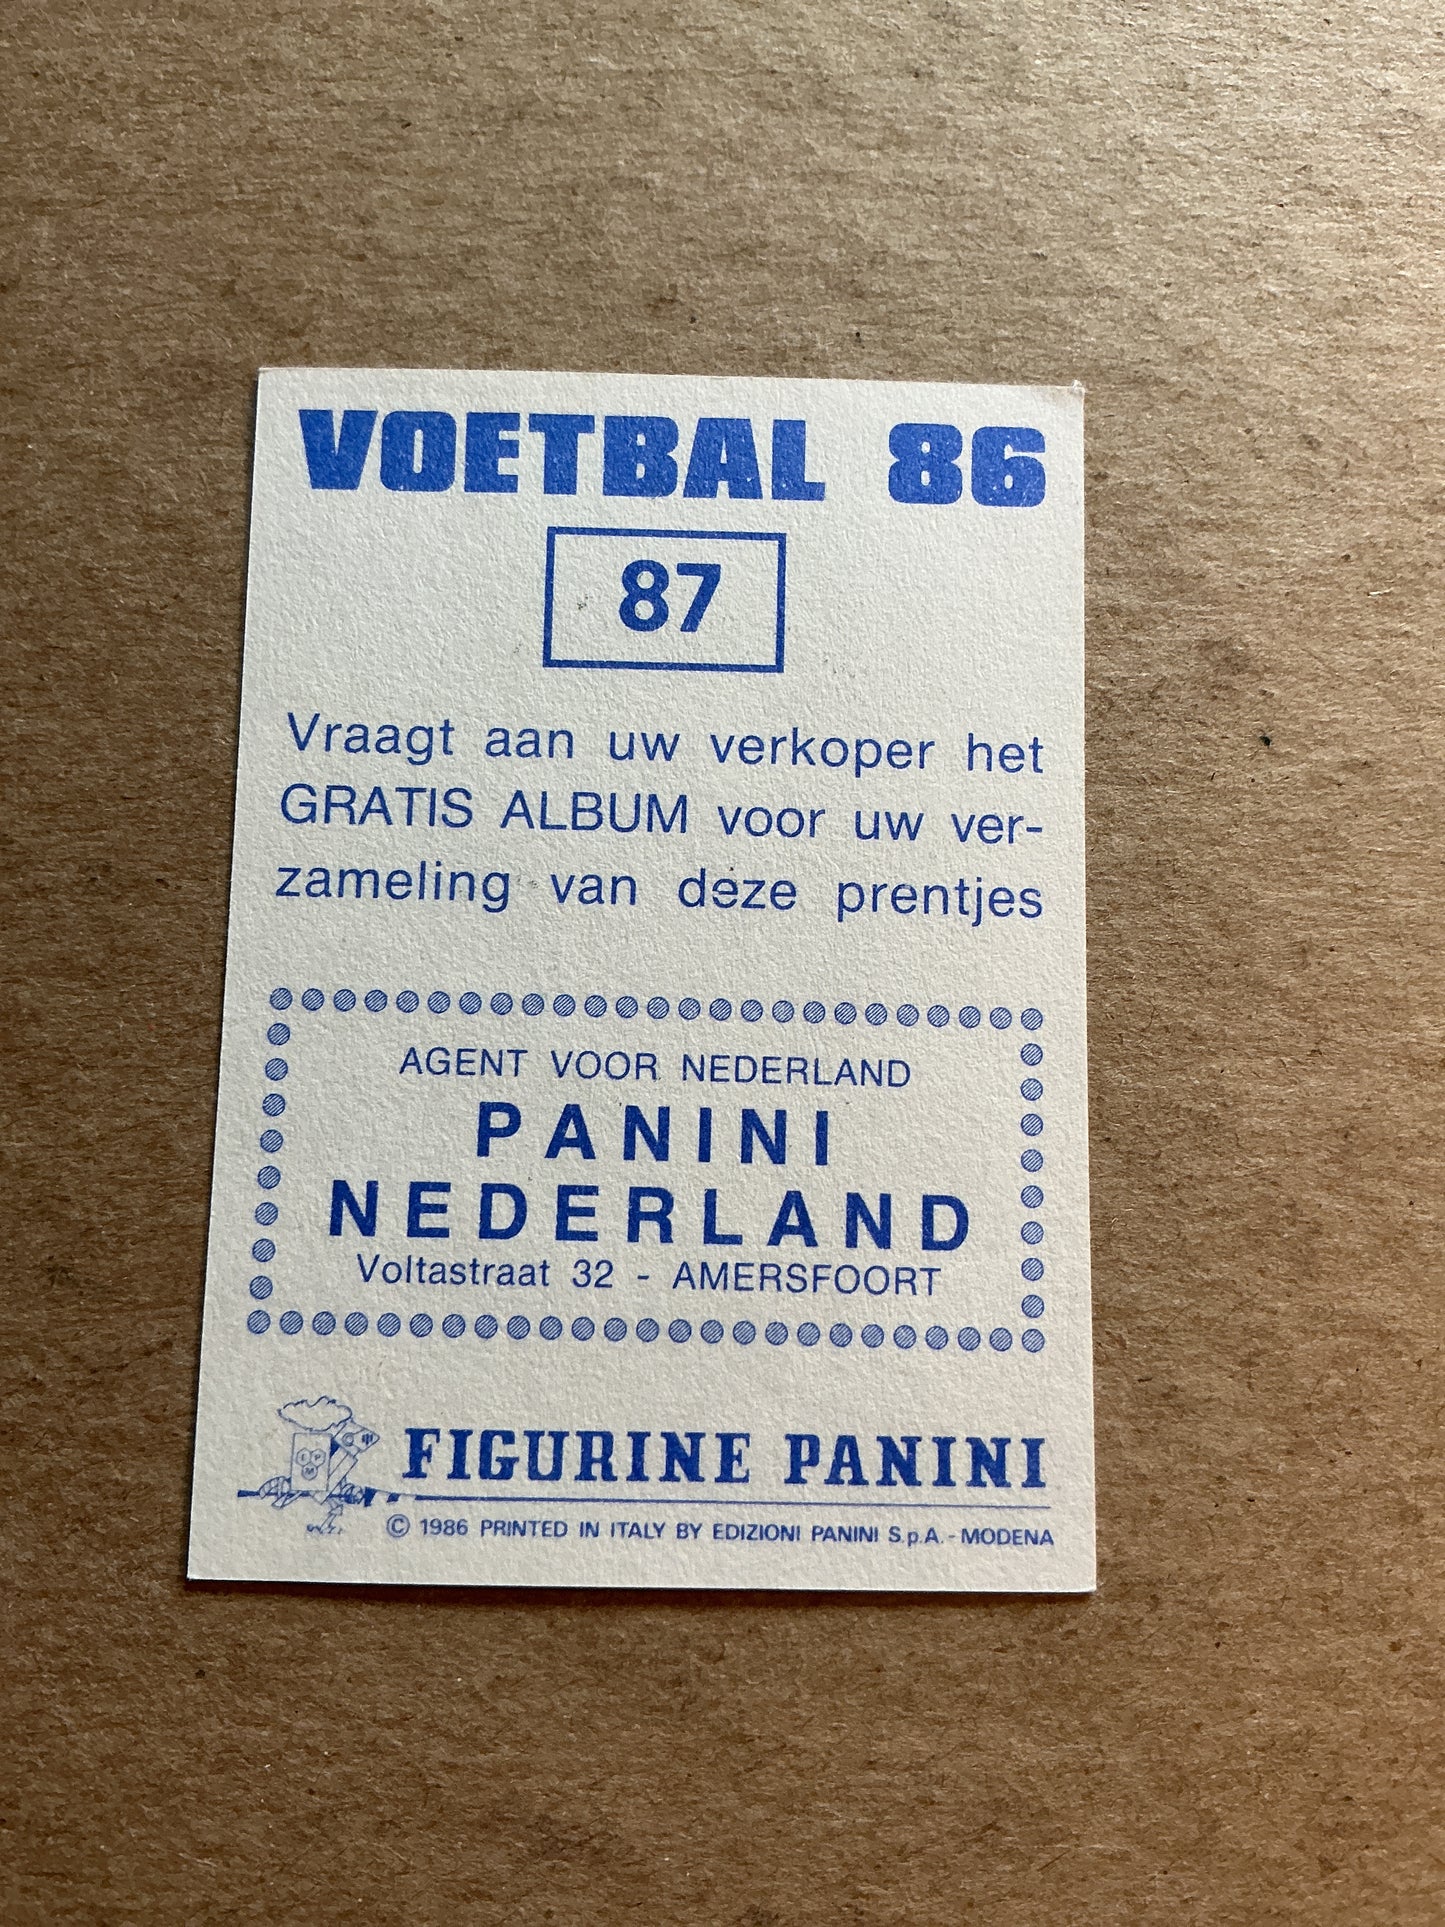 VOETBAL 86
87
Vraagt aan uw verkoper het
GRATIS ALBUM voor uw ver-
zameling van deze prentjes
AGENT VOOR NEDERLAND
PANINI
NEDERLAND
Voltastraat 32 - AMERSFOORT
FIGURINE PANINI
© 1986 PRINTED IN ITALY BY EDIZIONI PANINI S.p.A. - MODENA